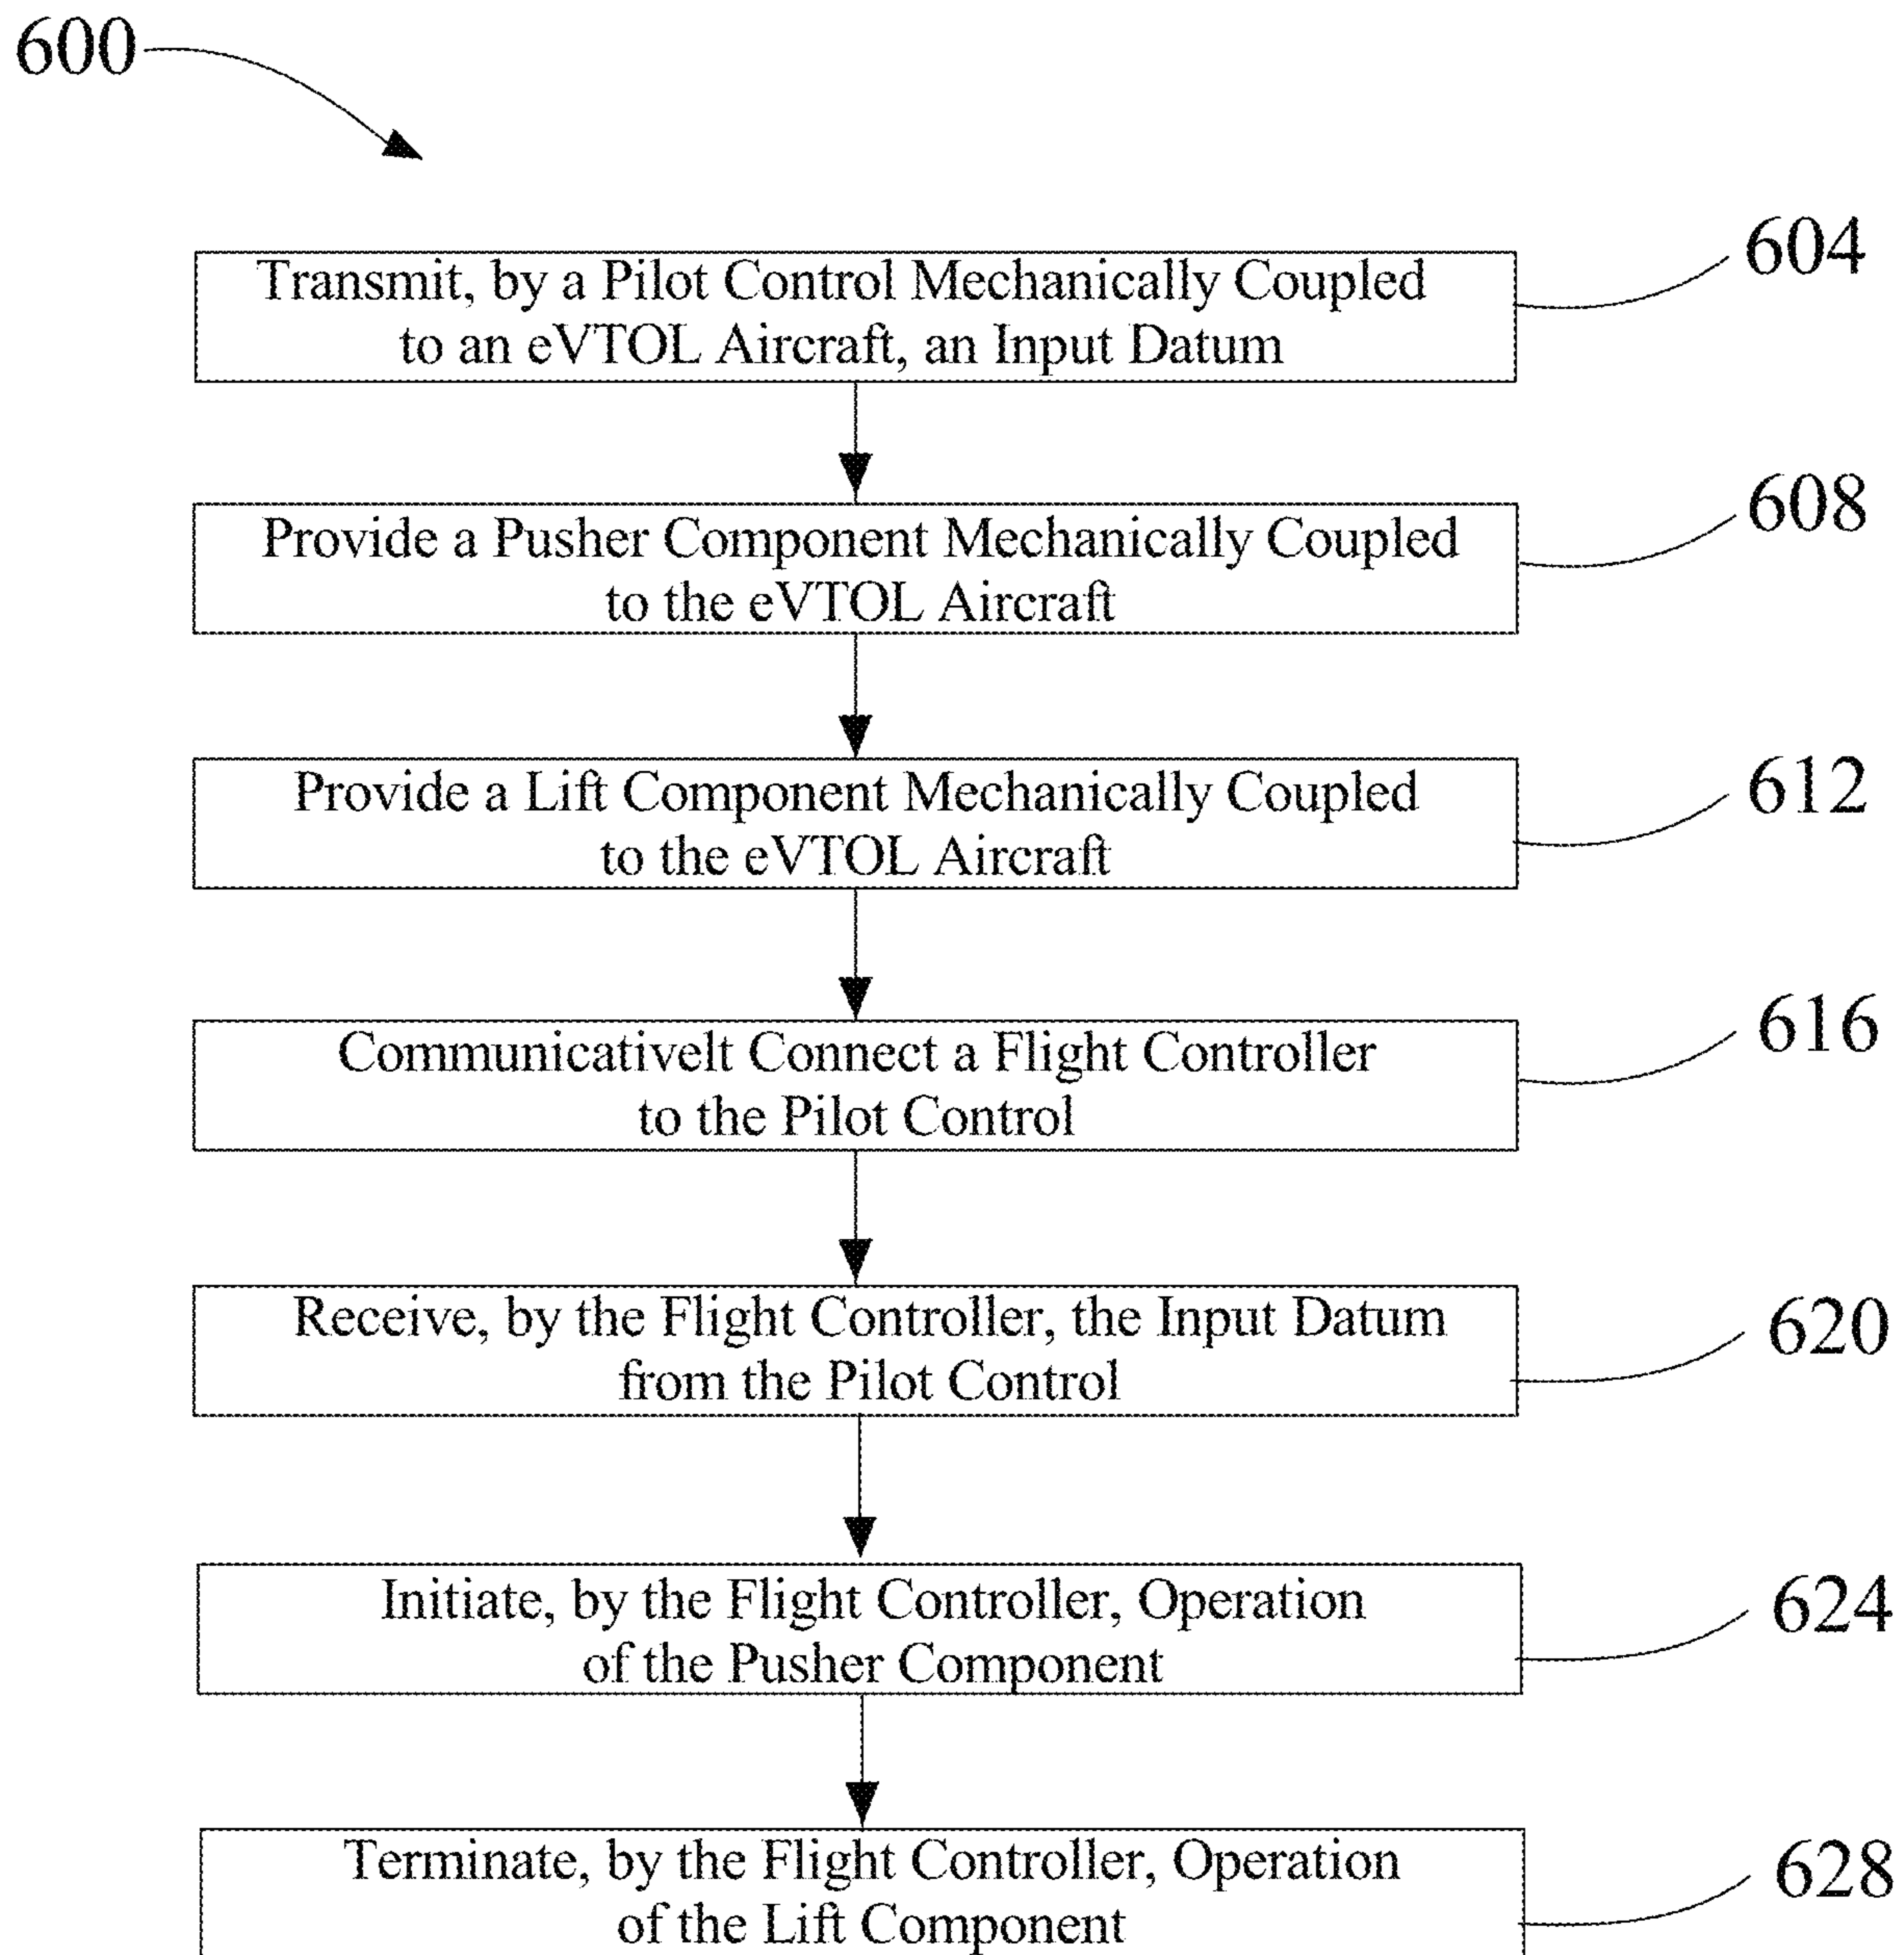 600
Transmit, by a Pilot Control Mechanically Coupled
to an eVTOL Aircraft, an Input Datum
604
Provide a Pusher Component Mechanically Coupled
to the eVTOL Aircraft
608
Provide a Lift Component Mechanically Coupled
to the eVTOL Aircraft
612
Communicativelt Connect a Flight Controller
to the Pilot Control
616
Receive, by the Flight Controller, the Input Datum
from the Pilot Control
620
Initiate, by the Flight Controller, Operation
of the Pusher Component
624
Terminate, by the Flight Controller, Operation
of the Lift Component
628